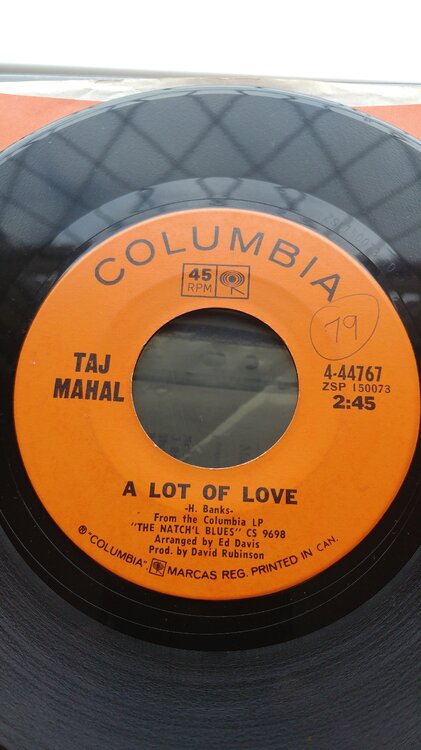 COLUMBIA
45
RPM
79
TAJ
MAHAL
4-44767
ZSP 150073
2:45
A LOT OF LOVE
-H. Banks-
From the Columbia LP
"THE NATCH'L BLUES" CS 9698
Arranged by Ed Davis
Prod. by David Rubinson
® "COLUMBIA", MARCAS REG. PRINTED IN CAN.